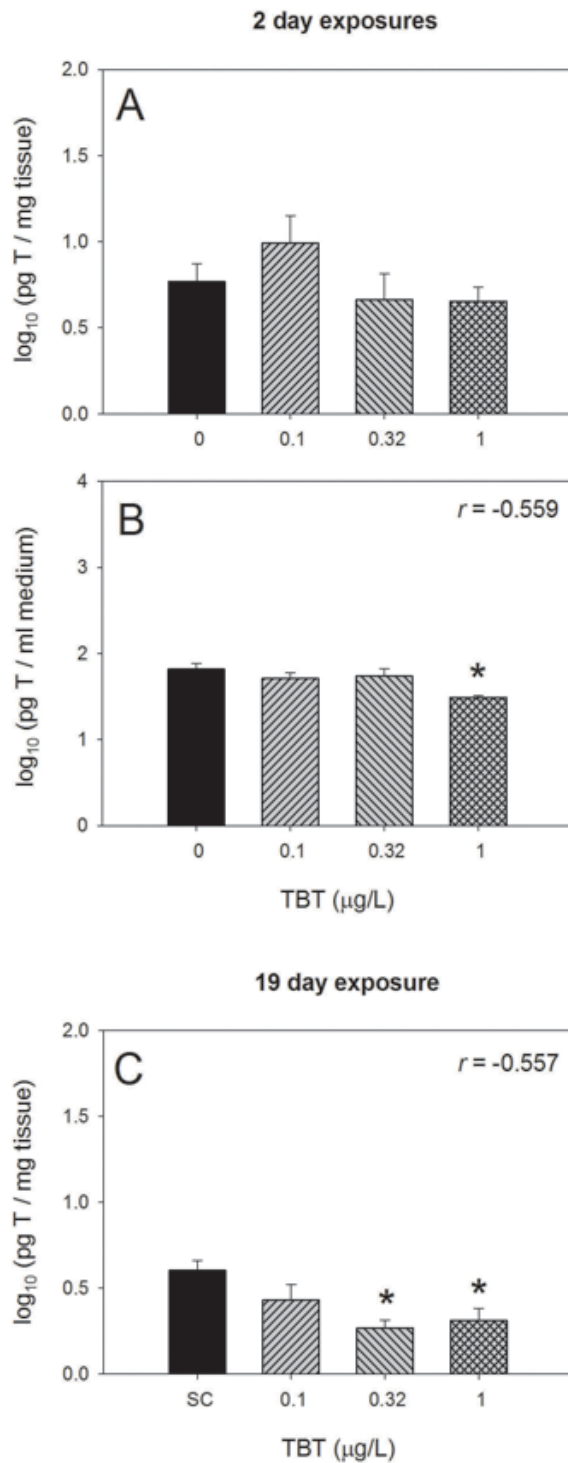 2 day exposures
A
log₁₀ (pg T / mg tissue)
2.0
1.5
1.0
0.5
0.0
0 0.1 0.32 1
B
r = -0.559
log₁₀ (pg T / ml medium)
4
3
2
1
0
*
0 0.1 0.32 1
TBT (µg/L)
19 day exposure
C
r = -0.557
log₁₀ (pg T / mg tissue)
2.0
1.5
1.0
0.5
0.0
* *
SC 0.1 0.32 1
TBT (µg/L)